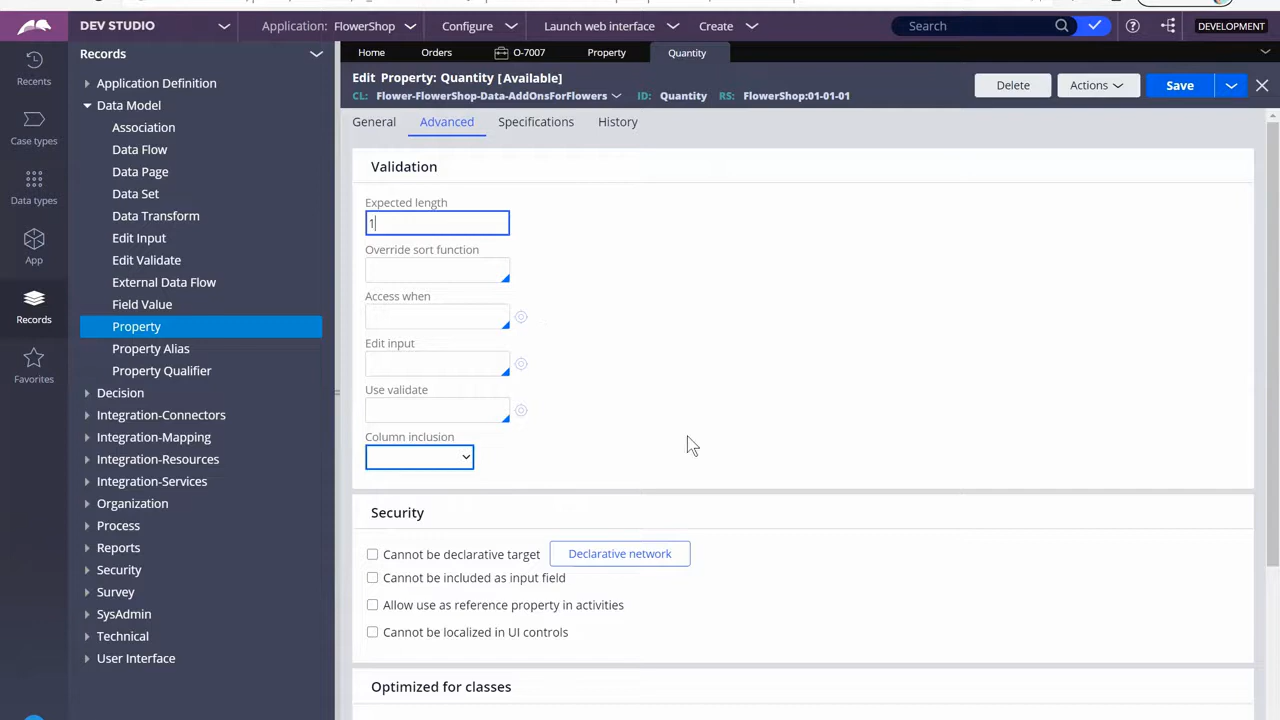 DEV STUDIO
Application: FlowerShop
Configure
Launch web interface
Create
Search
DEVELOPMENT
Records
Home
Orders
O-7007
Property
Quantity
Recents
Case types
Data types
App
Records
Favorites
Application Definition
Data Model
Association
Data Flow
Data Page
Data Set
Data Transform
Edit Input
Edit Validate
External Data Flow
Field Value
Property
Property Alias
Property Qualifier
Decision
Integration-Connectors
Integration-Mapping
Integration-Resources
Integration-Services
Organization
Process
Reports
Security
Survey
SysAdmin
Technical
User Interface
Edit Property: Quantity [Available]
CL: Flower-FlowerShop-Data-AddOnsForFlowers ID: Quantity RS: FlowerShop:01-01-01
Delete
Actions
Save
General
Advanced
Specifications
History
Validation
Expected length
1
Override sort function
Access when
Edit input
Use validate
Column inclusion
Security
Cannot be declarative target
Declarative network
Cannot be included as input field
Allow use as reference property in activities
Cannot be localized in UI controls
Optimized for classes